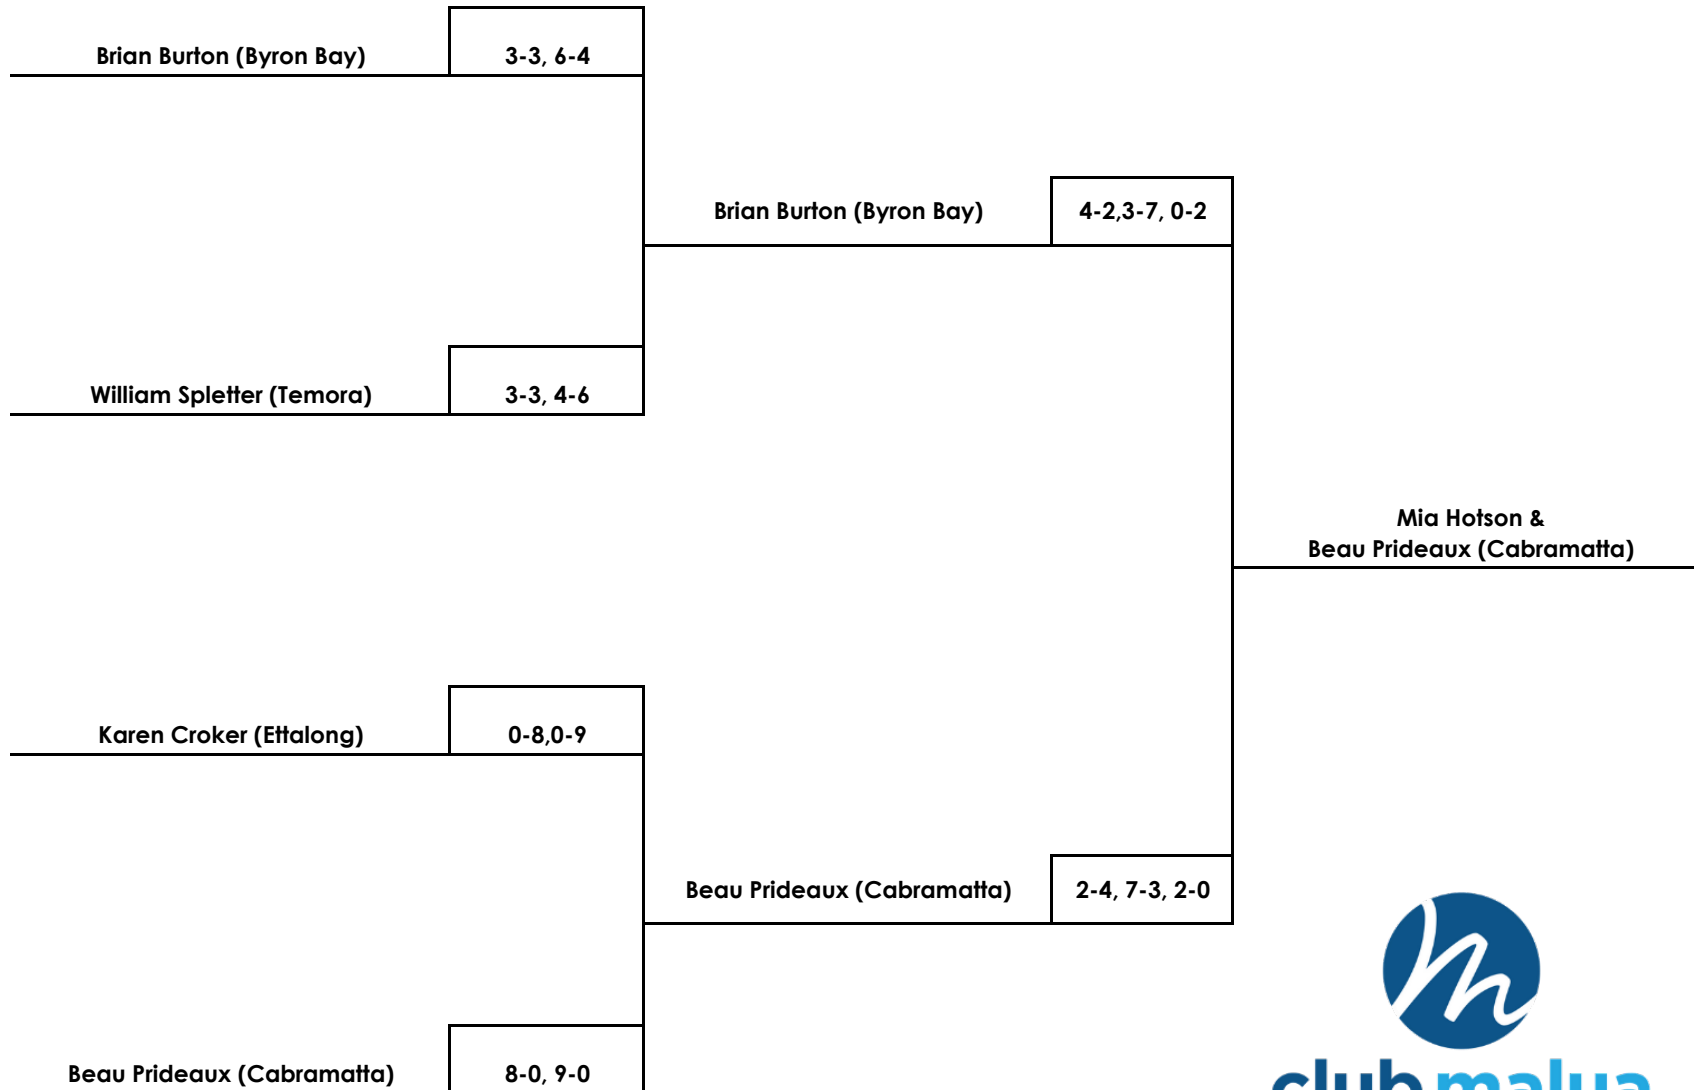 Brian Burton (Byron Bay)
3-3, 6-4
Brian Burton (Byron Bay)
4-2,3-7, 0-2
William Spletter (Temora)
3-3, 4-6
Mia Hotson &
Beau Prideaux (Cabramatta)
Karen Croker (Ettalong)
0-8,0-9
Beau Prideaux (Cabramatta)
2-4, 7-3, 2-0
Beau Prideaux (Cabramatta)
8-0, 9-0
club malua